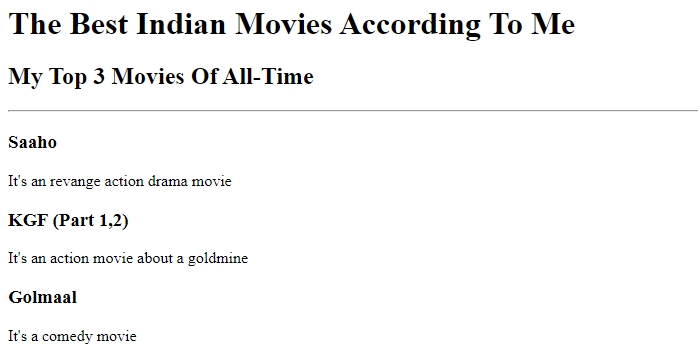 The Best Indian Movies According To Me
My Top 3 Movies Of All-Time
Saaho
It's an revange action drama movie
KGF (Part 1,2)
It's an action movie about a goldmine
Golmaal
It's a comedy movie